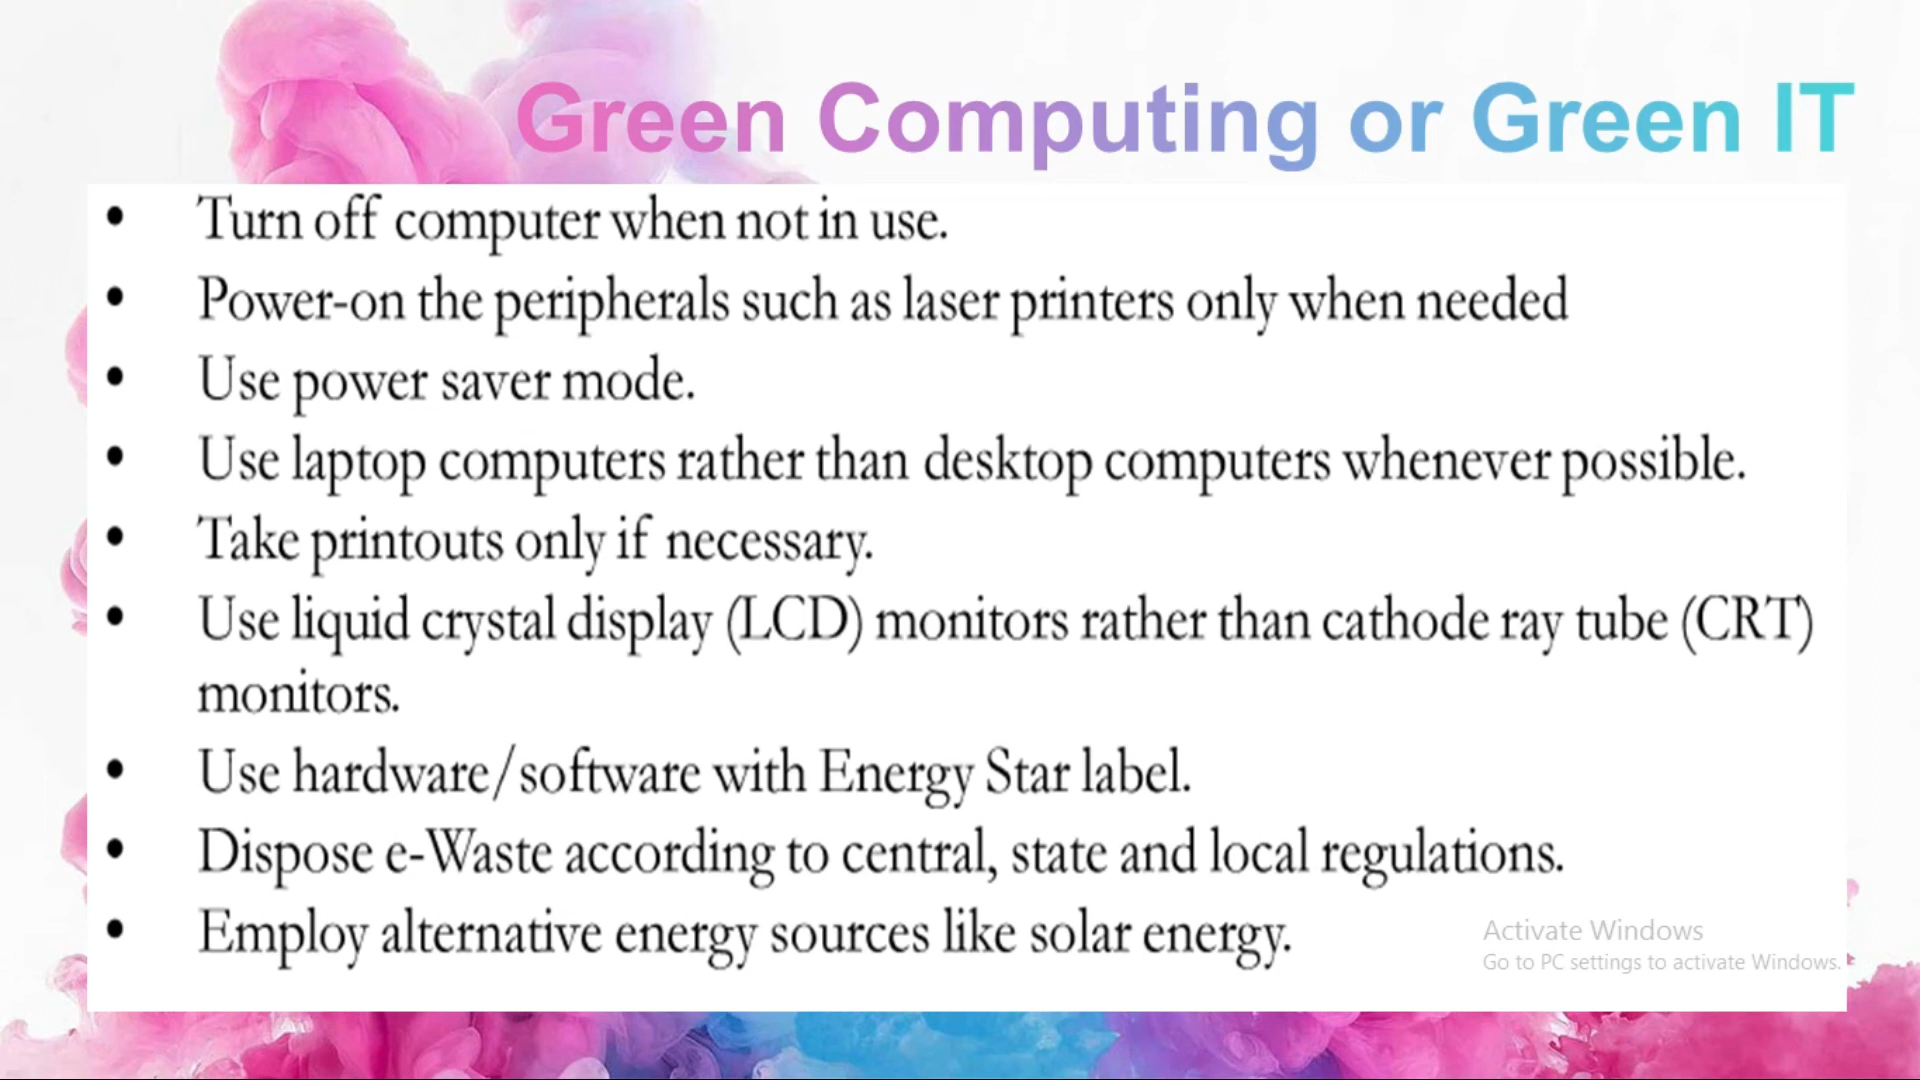 Green Computing or Green IT
• Turn off computer when not in use.
• Power-on the peripherals such as laser printers only when needed
• Use power saver mode.
• Use laptop computers rather than desktop computers whenever possible.
• Take printouts only if necessary.
• Use liquid crystal display (LCD) monitors rather than cathode ray tube (CRT)
monitors.
• Use hardware/software with Energy Star label.
• Dispose e-Waste according to central, state and local regulations.
• Employ alternative energy sources like solar energy.
Activate Windows
Go to PC settings to activate Windows.